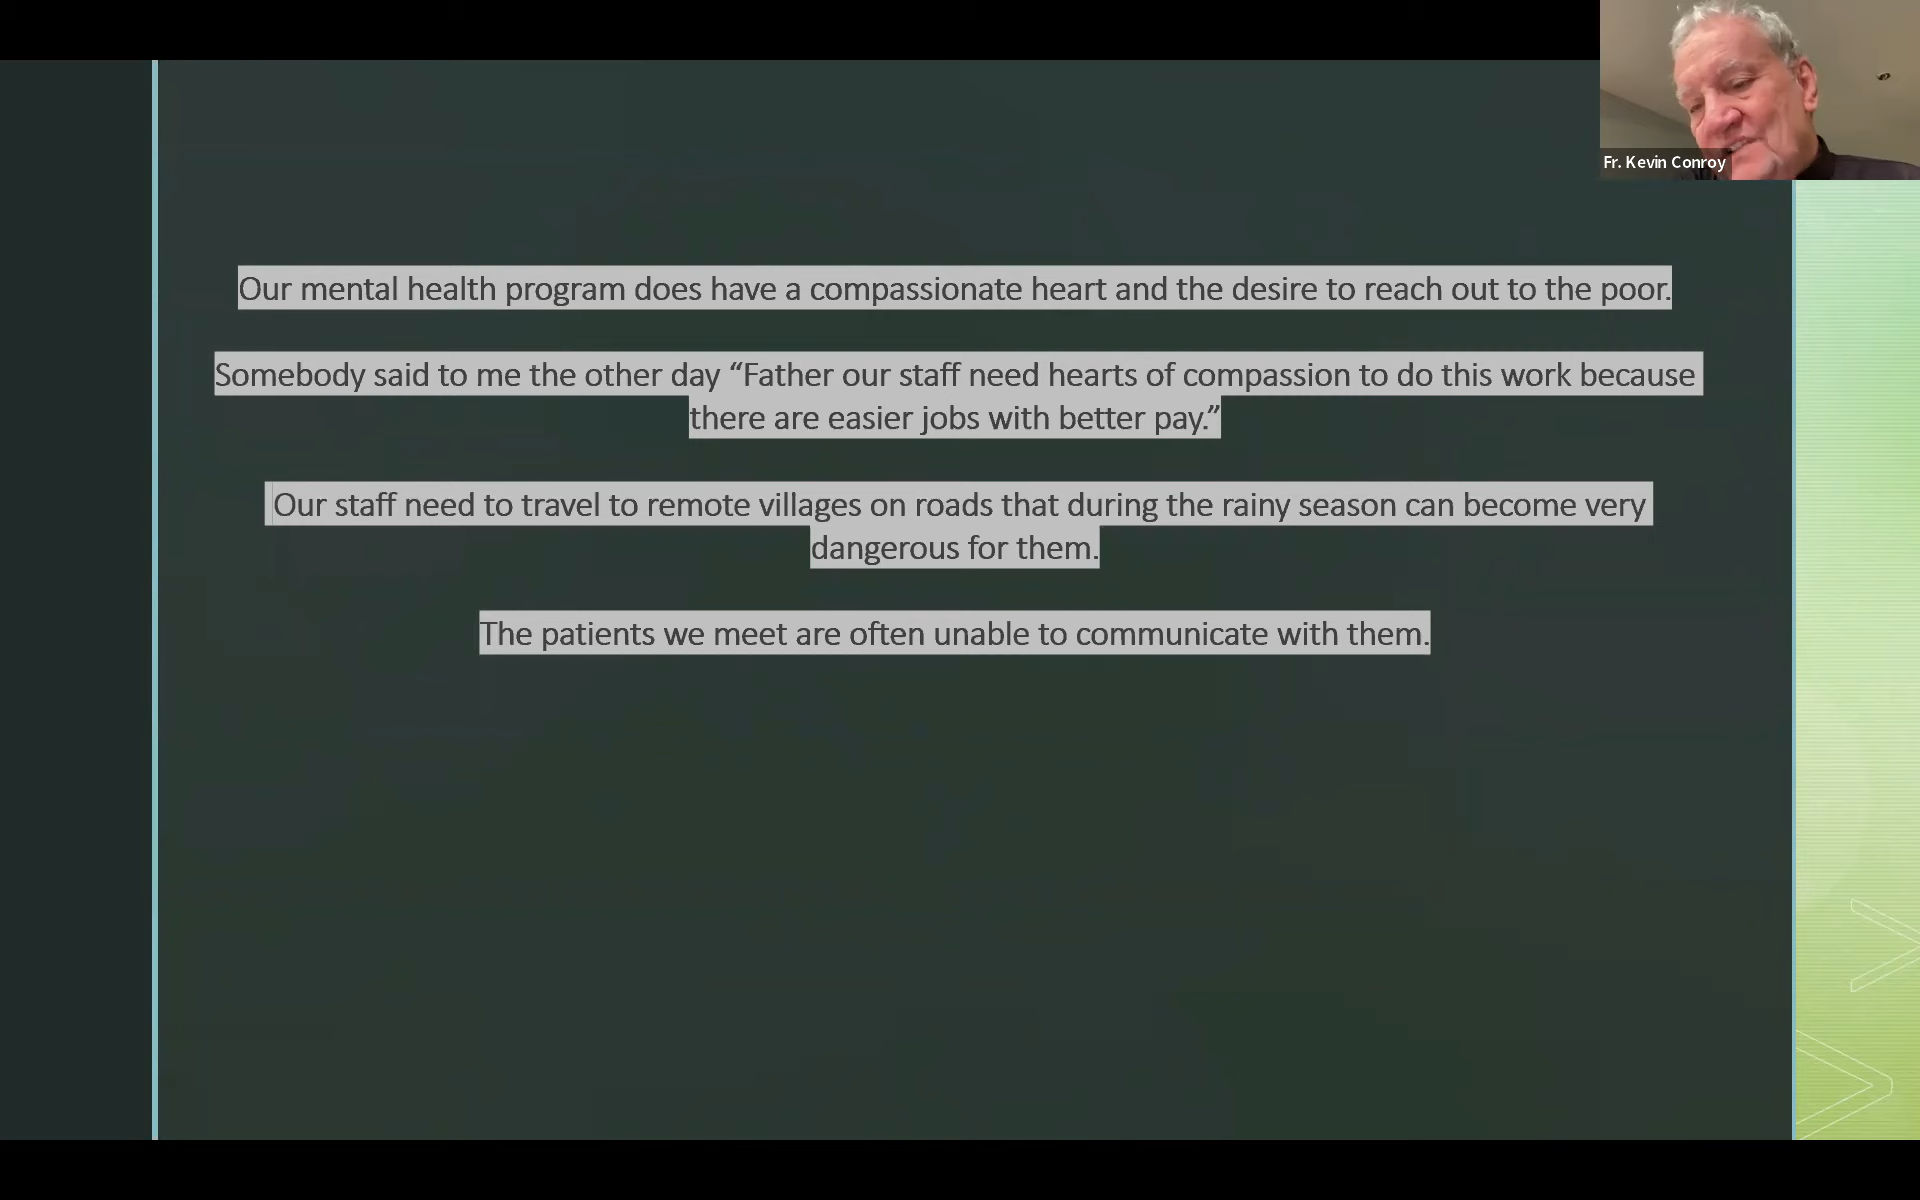 Fr. Kevin Conroy
Our mental health program does have a compassionate heart and the desire to reach out to the poor.
Somebody said to me the other day “Father our staff need hearts of compassion to do this work because
there are easier jobs with better pay.”
Our staff need to travel to remote villages on roads that during the rainy season can become very
dangerous for them.
The patients we meet are often unable to communicate with them.